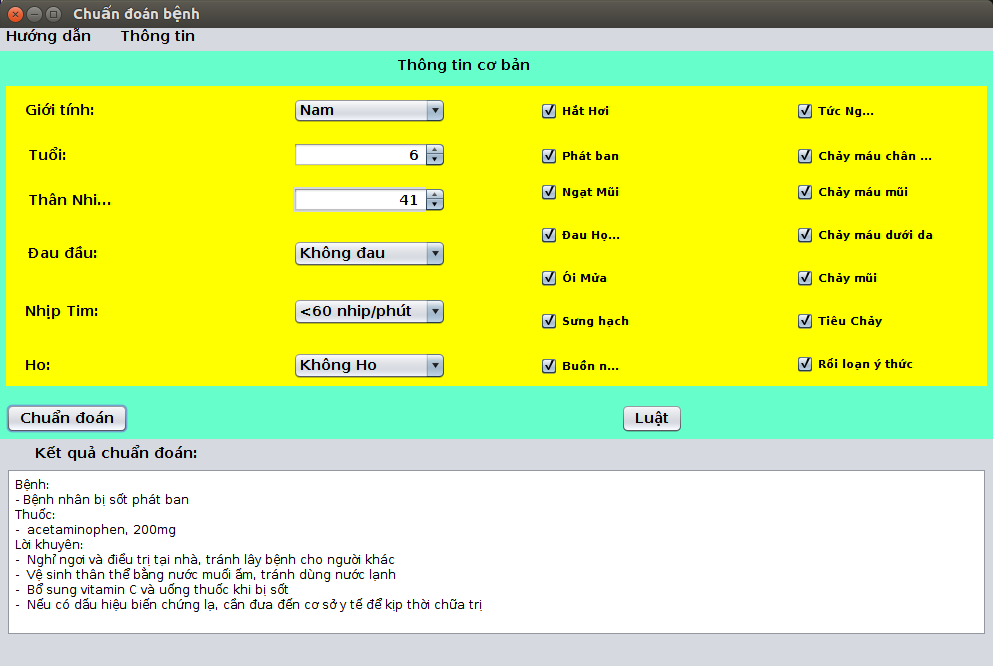 Chuẩn đoán bệnh
Hướng dẫn Thông tin
Thông tin cơ bản
Giới tính: Nam Hắt Hơi Tức Ng...
Tuổi: 6 Phát ban Chảy máu chân ...
Thân Nhi... 41 Ngạt Mũi Chảy máu mũi
Đau đầu: Không đau Đau Họ... Chảy máu dưới da
Ói Mửa Chảy mũi
Nhịp Tim: <60 nhip/phút Sưng hạch Tiêu Chảy
Ho: Không Ho Buồn n... Rối loạn ý thức
Chuẩn đoán Luật
Kết quả chuẩn đoán:
Bệnh:
- Bệnh nhân bị sốt phát ban
Thuốc:
- acetaminophen, 200mg
Lời khuyên:
- Nghỉ ngơi và điều trị tại nhà, tránh lây bệnh cho người khác
- Vệ sinh thân thể bằng nước muối ấm, tránh dùng nước lạnh
- Bổ sung vitamin C và uống thuốc khi bị sốt
- Nếu có dấu hiệu biến chứng lạ, cần đưa đến cơ sở y tế để kịp thời chữa trị